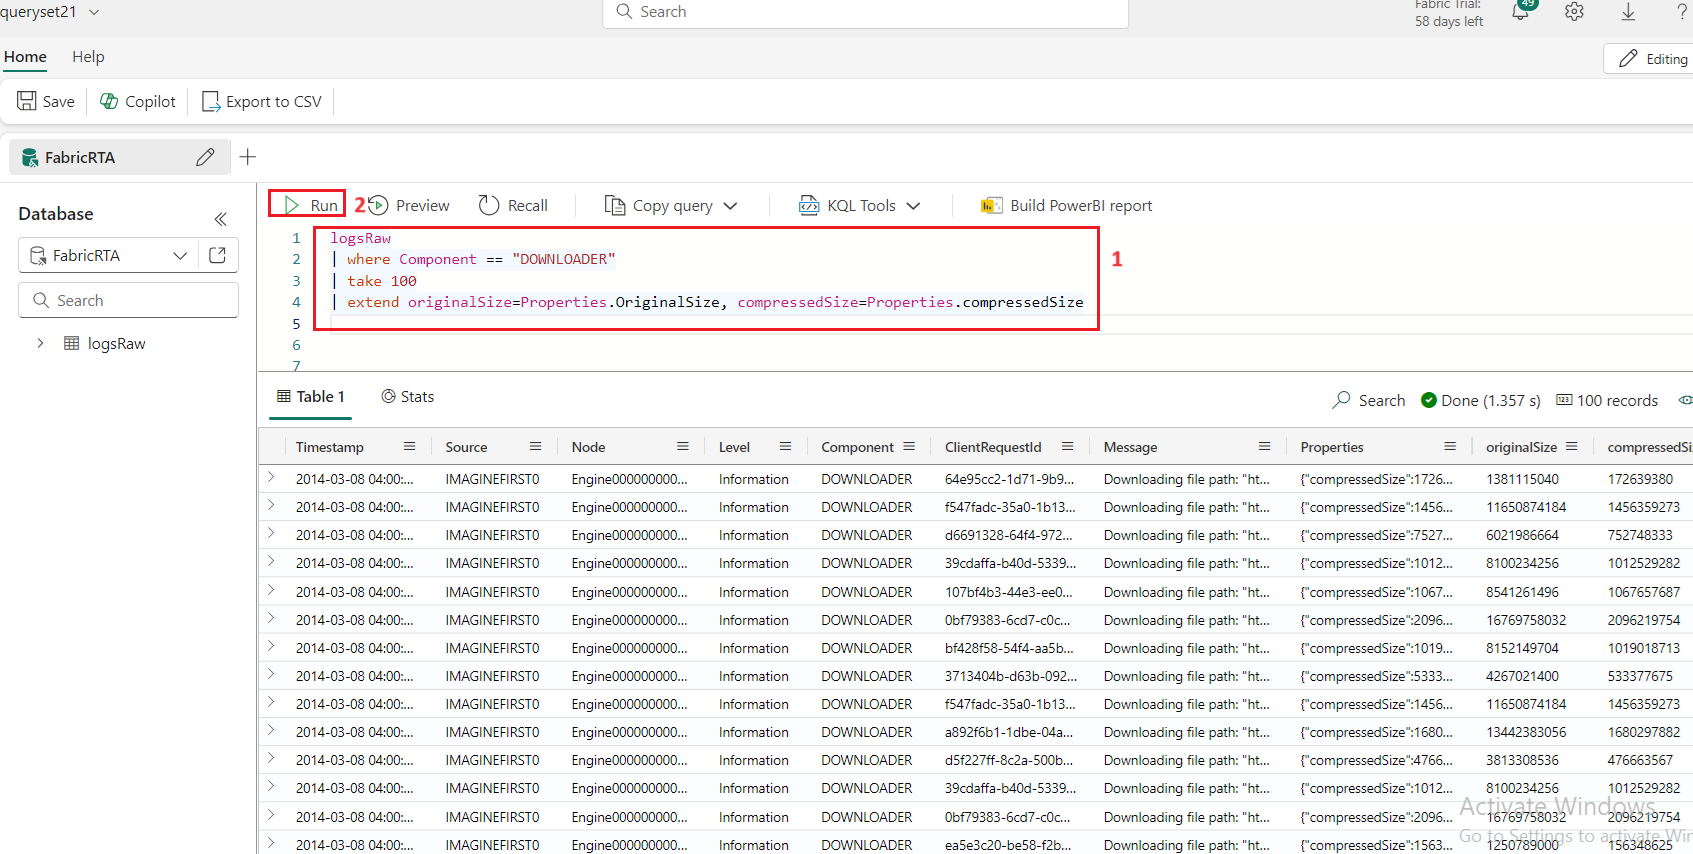 queryset21
Search
Fabric Trial:
58 days left
49
?
Home
Help
Editing
Save
Copilot
Export to CSV
FabricRTA
Database
FabricRTA
Search
logsRaw
Run
2
Preview
Recall
Copy query
KQL Tools
Build PowerBI report
1 logsRaw
2 | where Component == "DOWNLOADER"
3 | take 100
4 | extend originalSize=Properties.OriginalSize, compressedSize=Properties.compressedSize
5
6
7
1
Table 1
Stats
Search
Done (1.357 s)
123
100 records
Timestamp Source Node Level Component ClientRequestId Message Properties originalSize compressedSi
2014-03-08 04:00:... IMAGINEFIRST0 Engine000000000... Information DOWNLOADER 64e95cc2-1d71-9b9... Downloading file path: "ht... {"compressedSize":1726... 1381115040 172639380
2014-03-08 04:00:... IMAGINEFIRST0 Engine000000000... Information DOWNLOADER f547fadc-35a0-1b13... Downloading file path: "ht... {"compressedSize":1456... 11650874184 1456359273
2014-03-08 04:00:... IMAGINEFIRST0 Engine000000000... Information DOWNLOADER d6691328-64f4-972... Downloading file path: "ht... {"compressedSize":7527... 6021986664 752748333
2014-03-08 04:00:... IMAGINEFIRST0 Engine000000000... Information DOWNLOADER 39cdaffa-b40d-5339... Downloading file path: "ht... {"compressedSize":1012... 8100234256 1012529282
2014-03-08 04:00:... IMAGINEFIRST0 Engine000000000... Information DOWNLOADER 107bf4b3-44e3-ee0... Downloading file path: "ht... {"compressedSize":1067... 8541261496 1067657687
2014-03-08 04:00:... IMAGINEFIRST0 Engine000000000... Information DOWNLOADER 0bf79383-6cd7-c0c... Downloading file path: "ht... {"compressedSize":2096... 16769758032 2096219754
2014-03-08 04:00:... IMAGINEFIRST0 Engine000000000... Information DOWNLOADER bf428f58-54f4-aa5b... Downloading file path: "ht... {"compressedSize":1019... 8152149704 1019018713
2014-03-08 04:00:... IMAGINEFIRST0 Engine000000000... Information DOWNLOADER 3713404b-d63b-092... Downloading file path: "ht... {"compressedSize":5333... 4267021400 533377675
2014-03-08 04:00:... IMAGINEFIRST0 Engine000000000... Information DOWNLOADER f547fadc-35a0-1b13... Downloading file path: "ht... {"compressedSize":1456... 11650874184 1456359273
2014-03-08 04:00:... IMAGINEFIRST0 Engine000000000... Information DOWNLOADER a892f6b1-1dbe-04a... Downloading file path: "ht... {"compressedSize":1680... 13442383056 1680297882
2014-03-08 04:00:... IMAGINEFIRST0 Engine000000000... Information DOWNLOADER d5f227ff-8c2a-500b... Downloading file path: "ht... {"compressedSize":4766... 3813308536 476663567
2014-03-08 04:00:... IMAGINEFIRST0 Engine000000000... Information DOWNLOADER 39cdaffa-b40d-5339... Downloading file path: "ht... {"compressedSize":1012... 8100234256 1012529282
2014-03-08 04:00:... IMAGINEFIRST0 Engine000000000... Information DOWNLOADER 0bf79383-6cd7-c0c... Downloading file path: "ht... {"compressedSize":2096... 16769758032 2096219754
2014-03-08 04:00:... IMAGINEFIRST0 Engine000000000... Information DOWNLOADER ea5e3c20-be58-f2b... Downloading file path: "ht... {"compressedSize":1563... 1250789000 156348625
Activate Windows
Go to Settings to activate Wir